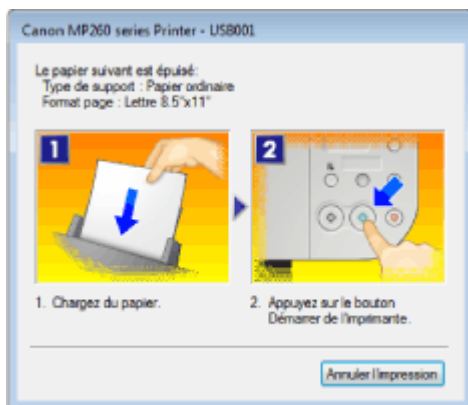 Canon MP260 series Printer - USB001
Le papier suivant est épuisé:
Type de support : Papier ordinaire
Format page : Lettre 8.5"x11"
1
2
1. Chargez du papier.
2. Appuyez sur le bouton
Démarrer de l'imprimante.
Annuler l'impression